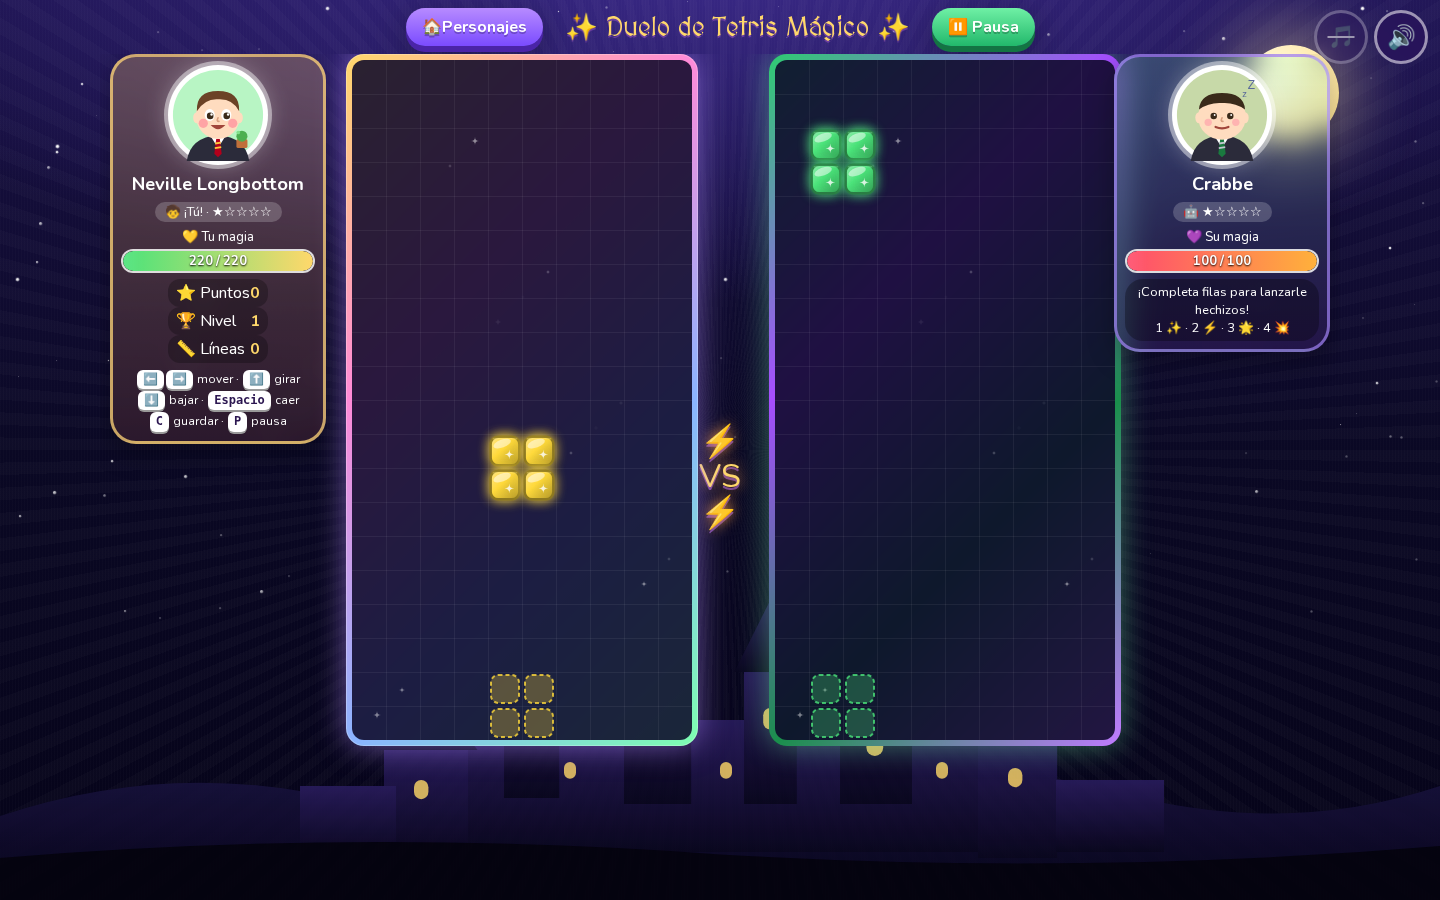 🏠Personajes
✨ Duelo de Tetris Mágico ✨
⏸️ Pausa
Neville Longbottom
🧒 ¡Tú! · ★☆☆☆☆
💛 Tu magia
220 / 220
⭐ Puntos 0
🏆 Nivel 1
📏 Líneas 0
⬅️ ➡️ mover · ⬆️ girar
⬇️ bajar · Espacio caer
C guardar · P pausa
⚡
VS
⚡
z Z
Crabbe
🤖 ★☆☆☆☆
💜 Su magia
100 / 100
¡Completa filas para lanzarle
hechizos!
1 ✨ · 2 ⚡ · 3 🌟 · 4 💥